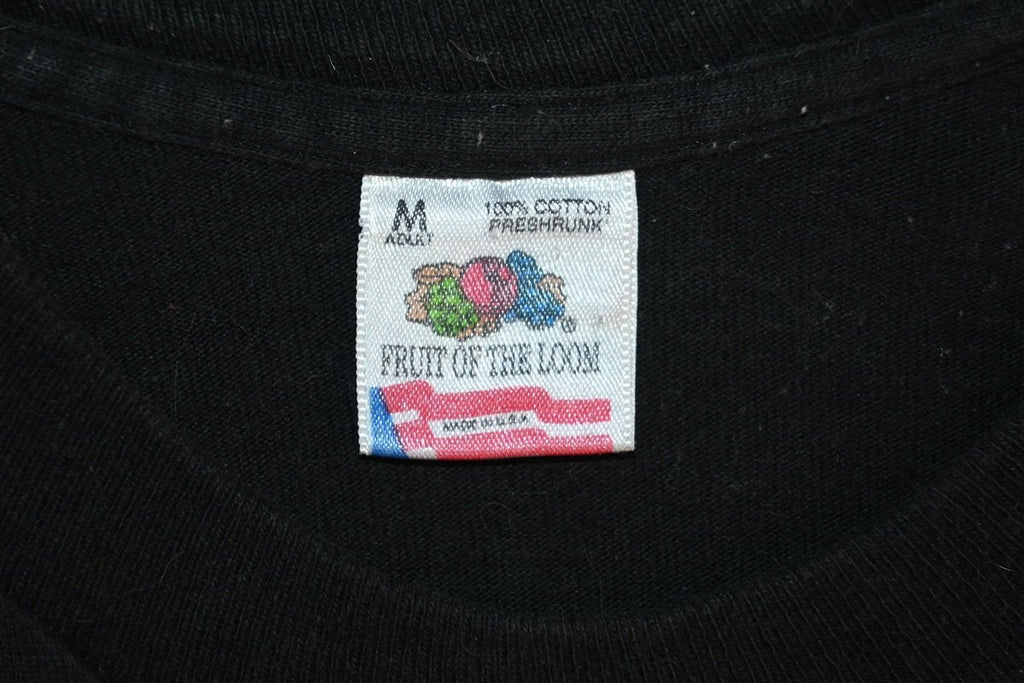 M
ADULT
100% COTTON
PRESHRUNK
®
FRUIT OF THE LOOM
MADE IN U.S.A.